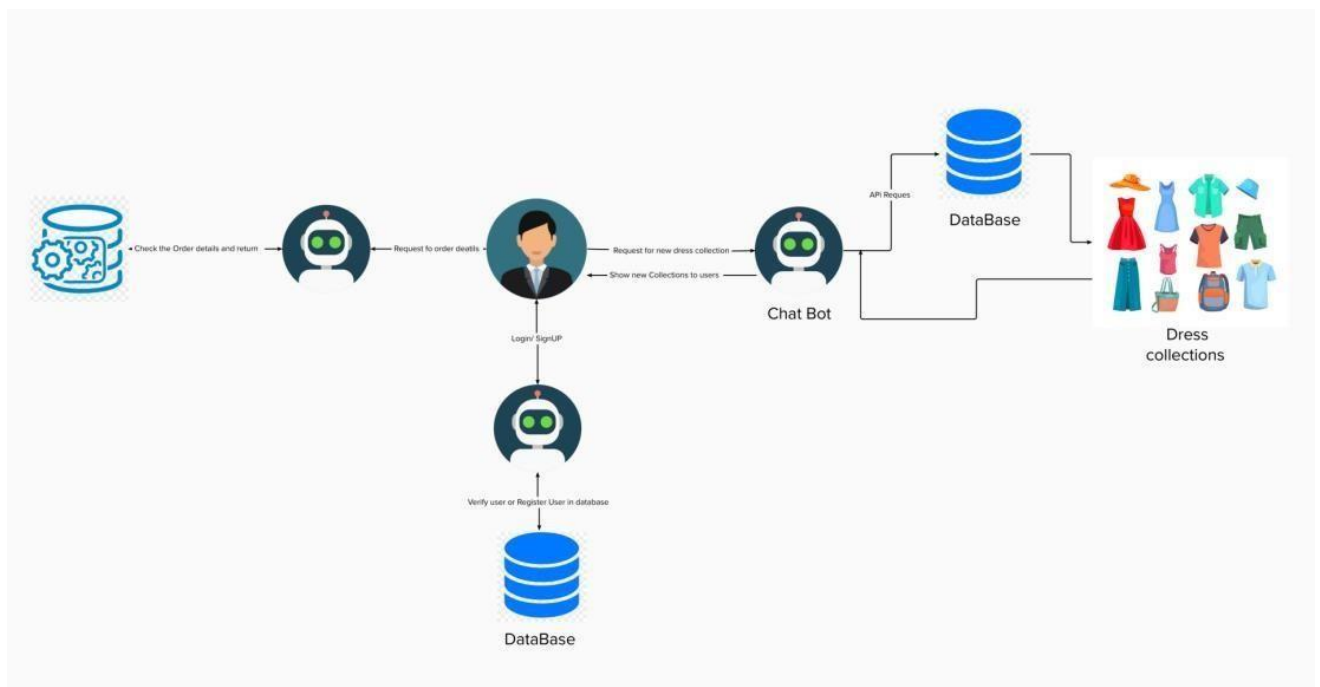 API Reques
DataBase
Check the Order details and return
Request fo order deatils
Request for new dress collection
Show new Collections to users
Chat Bot
Dress
collections
Login/ SignUP
Verify user or Register User in database
DataBase